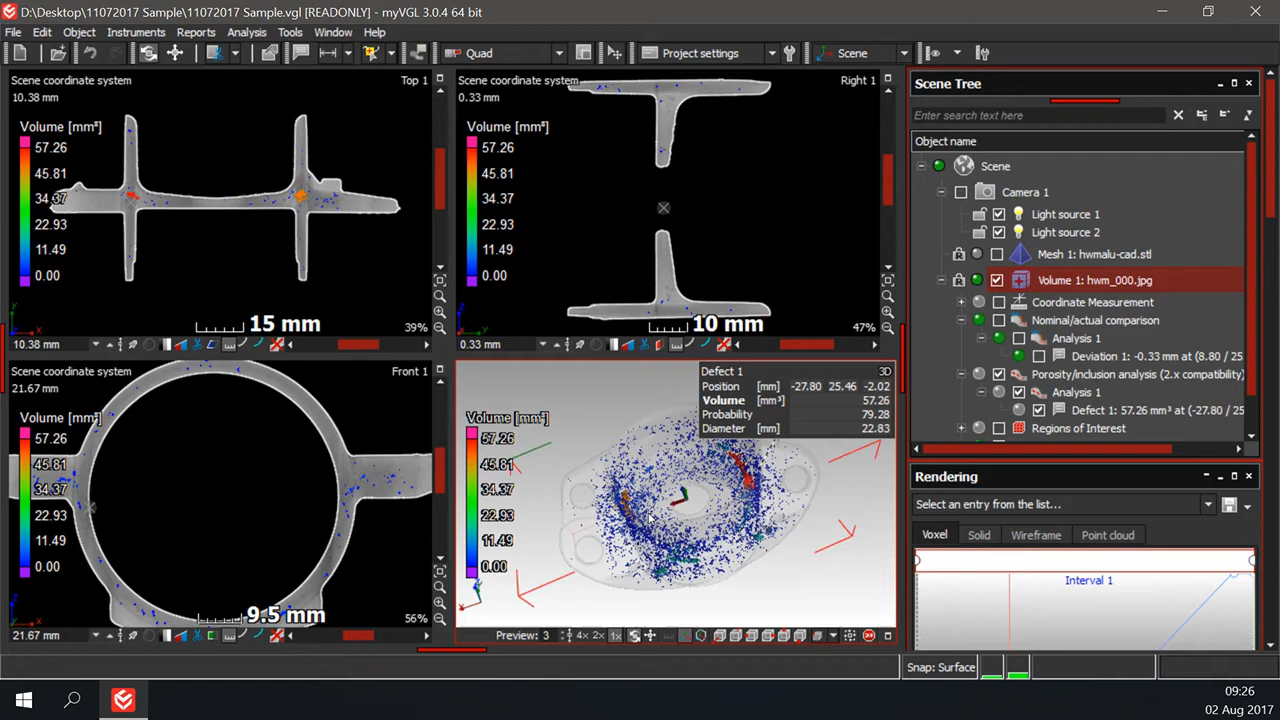 D:\Desktop\11072017 Sample\11072017 Sample.vgl [READONLY] - myVGL 3.0.4 64 bit
File Edit Object Instruments Reports Analysis Tools Window Help
Quad Project settings Scene
Scene coordinate system Top 1
10.38 mm
Volume [mm³]
57.26
45.81
34.37
22.93
11.49
0.00
15 mm 39%
10.38 mm
Scene coordinate system Right 1
0.33 mm
Volume [mm³]
57.26
45.81
34.37
22.93
11.49
0.00
10 mm 47%
0.33 mm
Scene coordinate system Front 1
21.67 mm
Volume [mm³]
57.26
45.81
34.37
22.93
11.49
0.00
9.5 mm 56%
21.67 mm
Defect 1 3D
Position [mm] -27.80 25.46 -2.02
Volume [mm³] 57.26
Probability 79.28
Diameter [mm] 22.83
Volume [mm³]
57.26
45.81
34.37
22.93
11.49
0.00
Preview: 3 4× 2× 1×
Scene Tree
Enter search text here
Object name
Scene
Camera 1
Light source 1
Light source 2
Mesh 1: hwmalu-cad.stl
Volume 1: hwm_000.jpg
Coordinate Measurement
Nominal/actual comparison
Analysis 1
Deviation 1: -0.33 mm at (8.80 / 25
Porosity/inclusion analysis (2.x compatibility)
Analysis 1
Defect 1: 57.26 mm³ at (-27.80 / 25
Regions of Interest
Rendering
Select an entry from the list...
Voxel Solid Wireframe Point cloud
Interval 1
Snap: Surface
09:26
02 Aug 2017